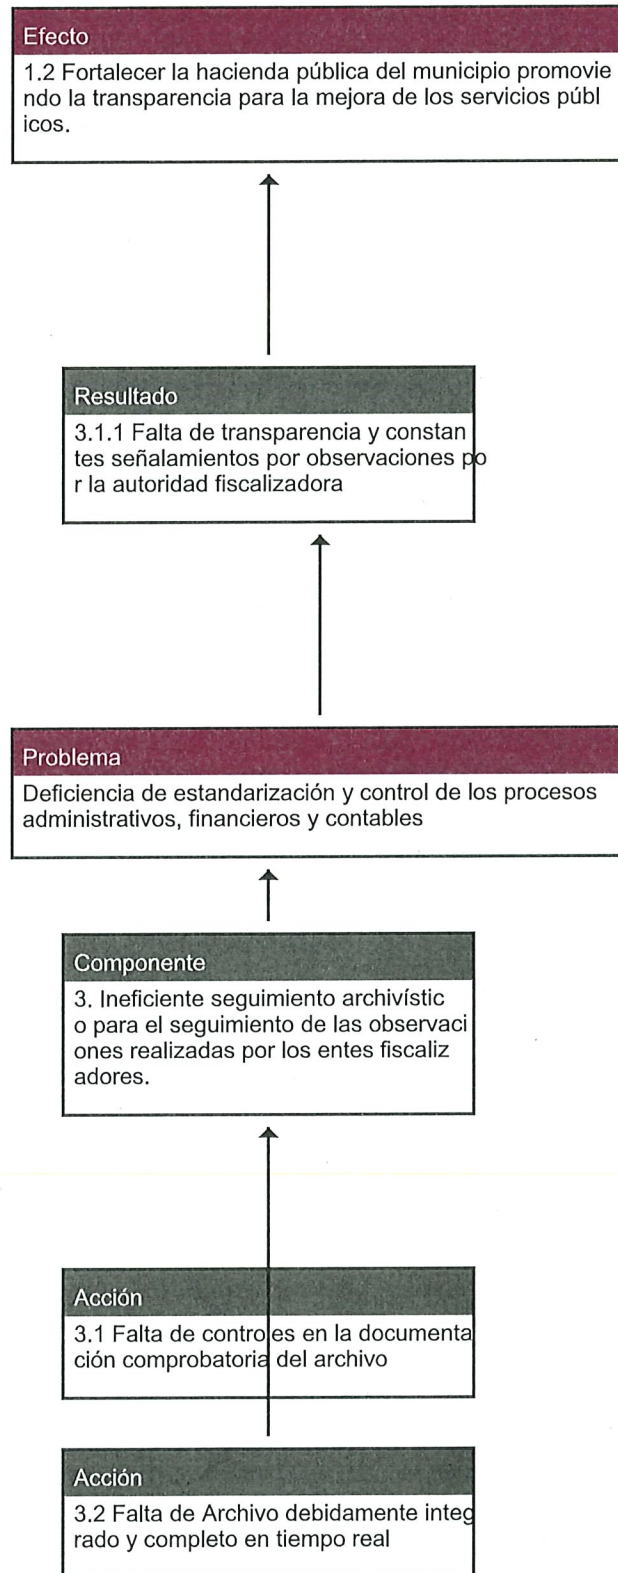 Efecto
1.2 Fortalecer la hacienda pública del municipio promovie
ndo la transparencia para la mejora de los servicios públ
icos.
Resultado
3.1.1 Falta de transparencia y constan
tes señalamientos por observaciones po
r la autoridad fiscalizadora
Problema
Deficiencia de estandarización y control de los procesos
administrativos, financieros y contables
Componente
3. Ineficiente seguimiento archivístic
o para el seguimiento de las observaci
ones realizadas por los entes fiscaliz
adores.
Acción
3.1 Falta de controles en la documenta
ción comprobatoria del archivo
Acción
3.2 Falta de Archivo debidamente integ
rado y completo en tiempo real